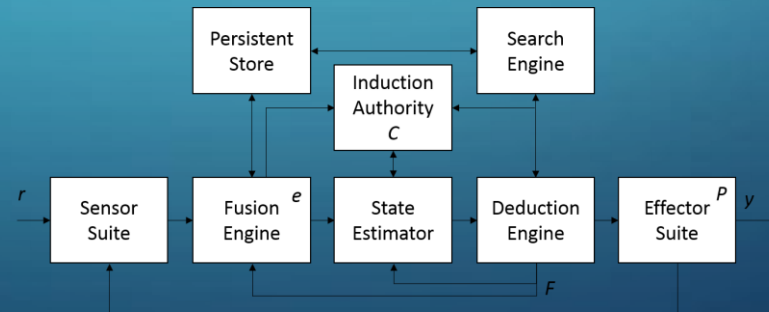 Persistent
Store
Search
Engine
Induction
Authority
C
r
Sensor
Suite
Fusion
Engine
e
State
Estimator
Deduction
Engine
Effector
Suite
P
y
F